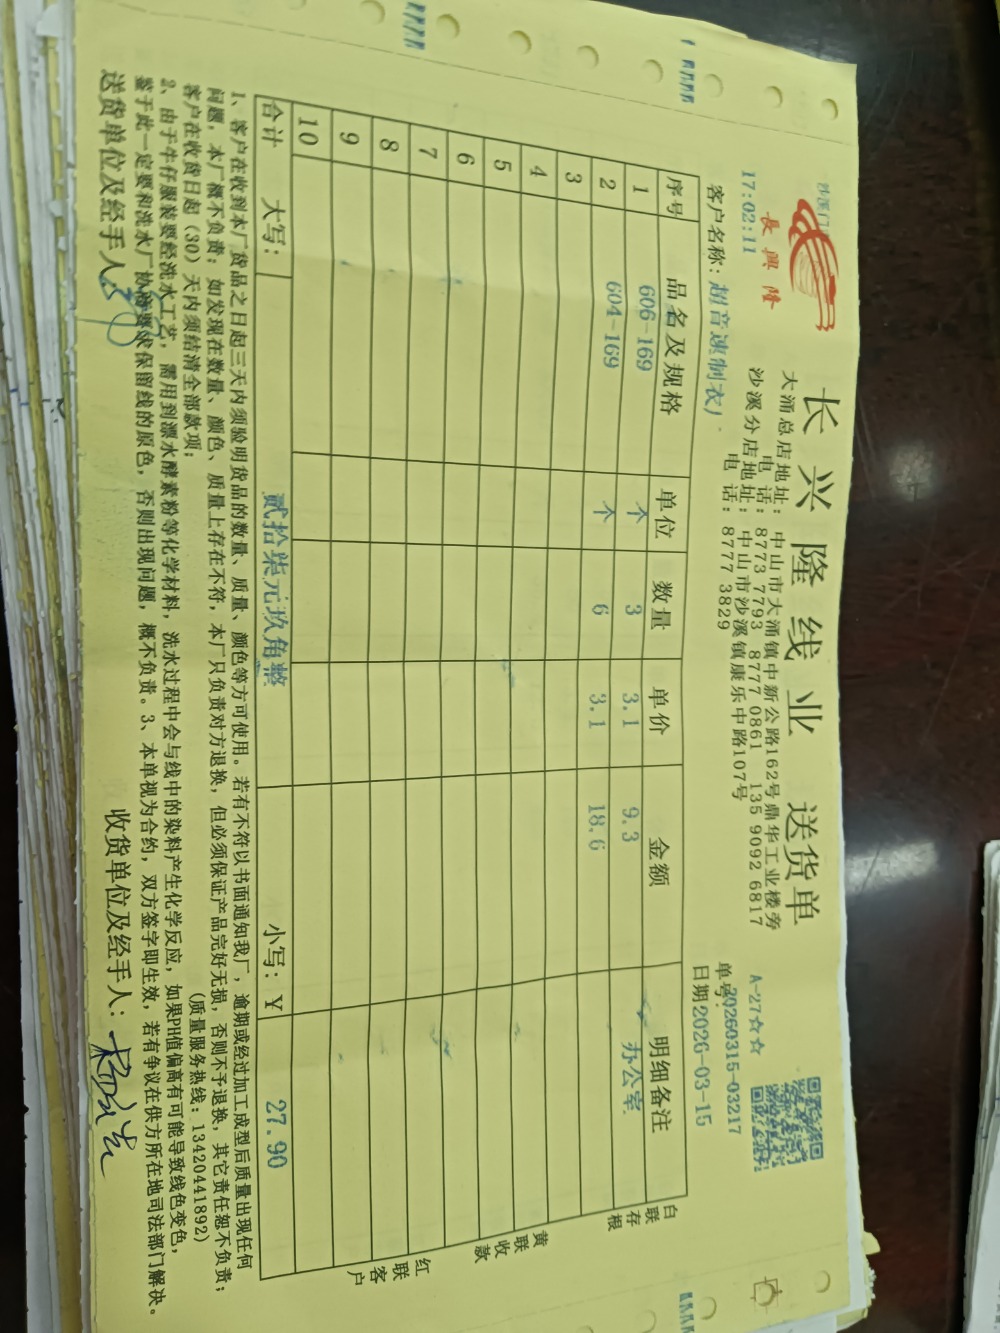 沙溪门
長興隆
17:02:11
长兴隆线业 送货单
大涌总店地址: 中山市大涌镇中新公路162号鼎华工业楼旁
电 话: 8773 7793 8777 0861 135 9092 6817
沙溪分店地址: 中山市沙溪镇康乐中路107号
电 话: 8777 3829
A-27☆☆
单号: 20260315-03217
客户名称: 超音速制衣厂
日期 2026-03-15
序号 品名及规格 单位 数量 单价 金额 明细备注
1 606-169 个 3 3.1 9.3 办公室
2 604-169 个 6 3.1 18.6
3
4
5
6
7
8
9
10
合计 大写: 贰拾柒元玖角整 小写: Y 27.90
白联存根
黄联收款
红联客户
1、客户在收到本厂货品之日起三天内须验明货品的数量、质量、颜色等方可使用。若有不符以书面通知我厂，逾期或经过加工成型后质量出现任何
问题，本厂概不负责；如发现在数量、颜色、质量上存在不符，本厂只负责对方退换，但必须保证产品完好无损，否则不予退换，其它责任恕不负责；
客户在收货日起（30）天内须结清全部款项； (质量服务热线: 13420441892)
2、由于牛仔服装要经洗水工艺，需用到漂水酵素粉等化学材料，洗水过程中会与线中的染料产生化学反应，如果PH值偏高有可能导致线色变色，
鉴于此一定要和洗水厂协商要求保留线的原色，否则出现问题，概不负责。3、本单视为合约，双方签字即生效，若有争议在供方所在地司法部门解决。
送货单位及经手人: 收货单位及经手人: